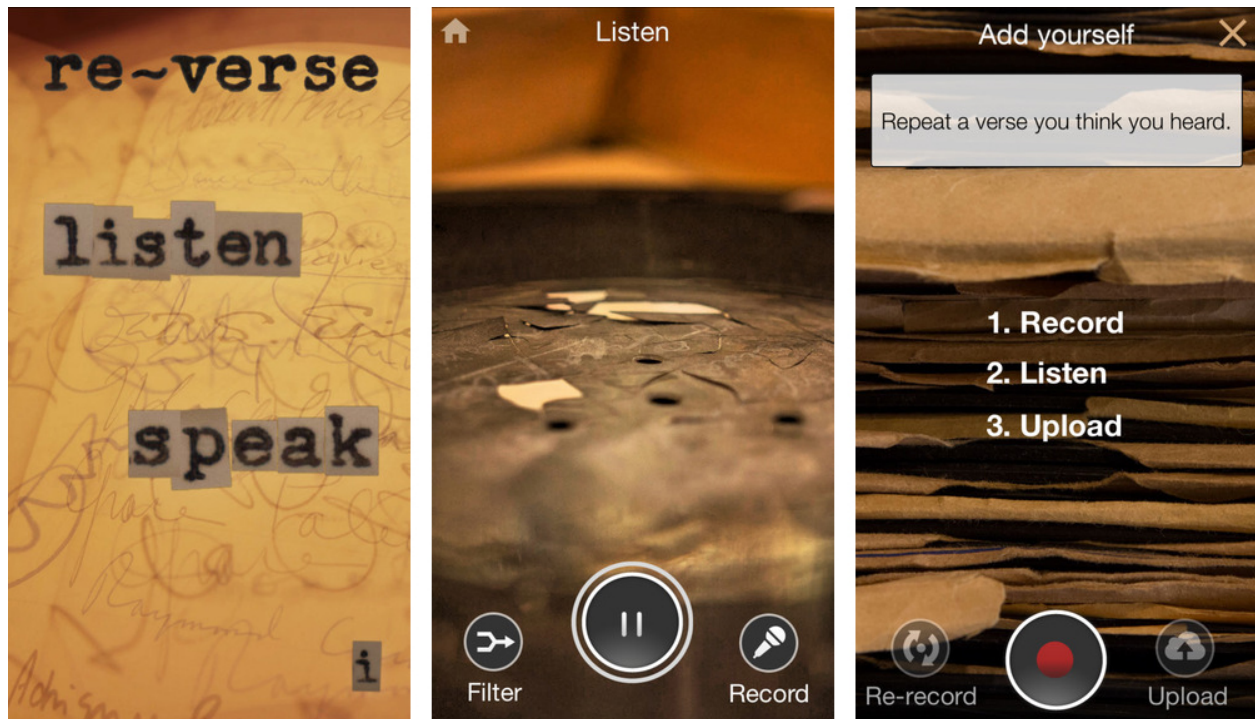 re~verse
listen
speak
i
Listen
Filter
Record
Add yourself
Repeat a verse you think you heard.
1. Record
2. Listen
3. Upload
Re-record
Upload